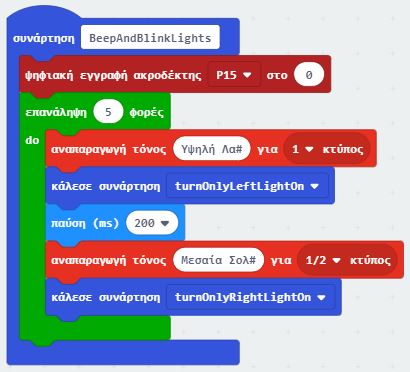 συνάρτηση BeepAndBlinkLights
ψηφιακή εγγραφή ακροδέκτης P15 στο 0
επανάληψη 5 φορές
do
αναπαραγωγή τόνος Υψηλή Λα# για 1 κτύπος
κάλεσε συνάρτηση turnOnlyLeftLightOn
παύση (ms) 200
αναπαραγωγή τόνος Μεσαία Σολ# για 1/2 κτύπος
κάλεσε συνάρτηση turnOnlyRightLightOn